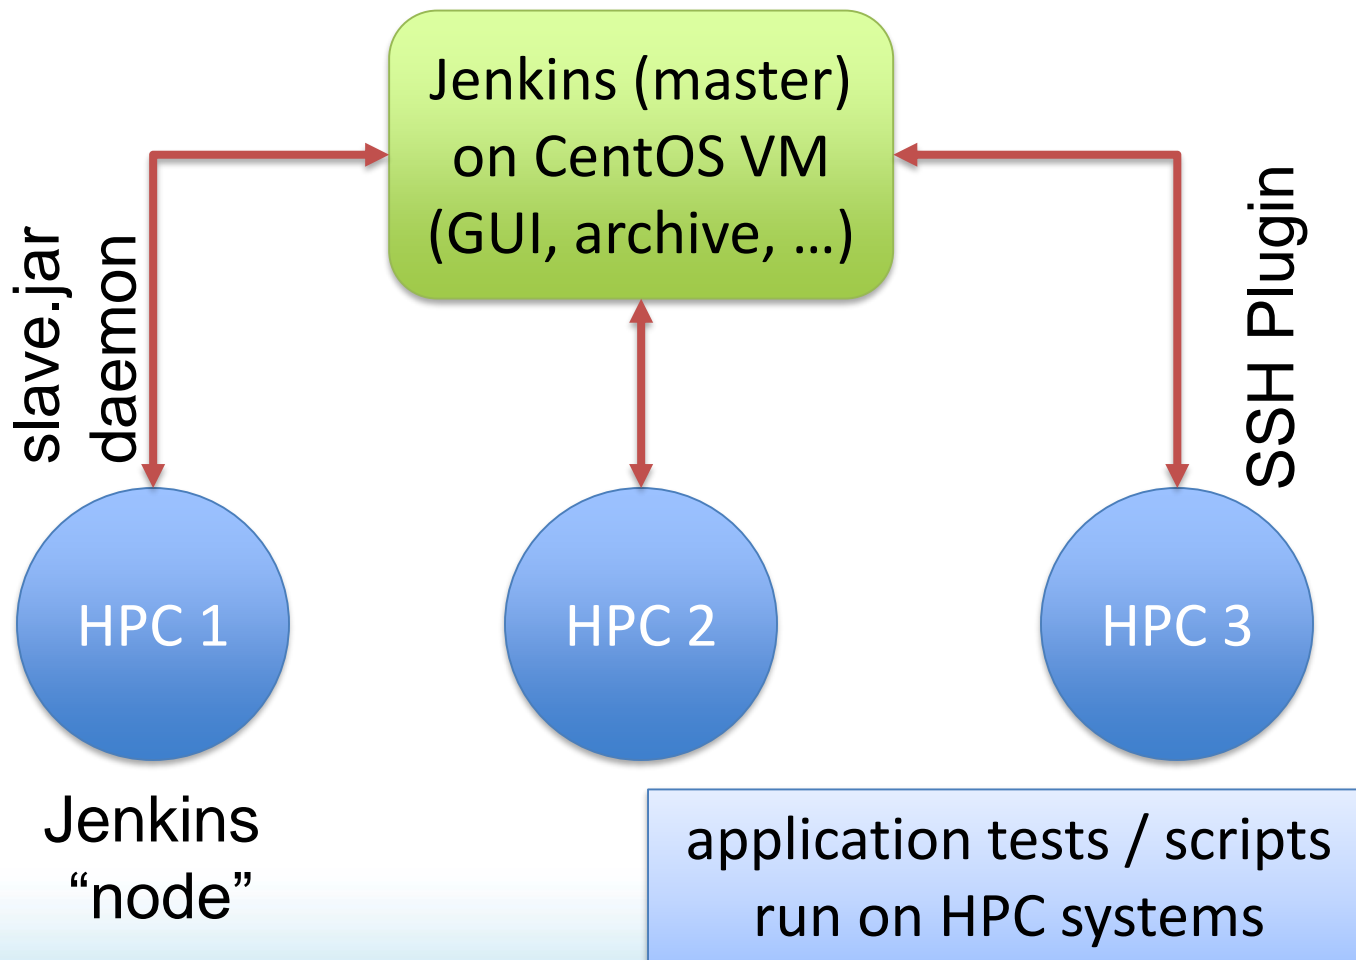 Jenkins (master)
on CentOS VM
(GUI, archive, …)
slave.jar
daemon
SSH Plugin
HPC 1
HPC 2
HPC 3
Jenkins
“node”
application tests / scripts
run on HPC systems